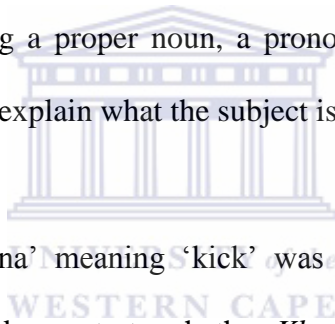 g a proper noun, a prono
explain what the subject is
na’ meaning ‘kick’ was
UNIVERSITY of the
WESTERN CAPE